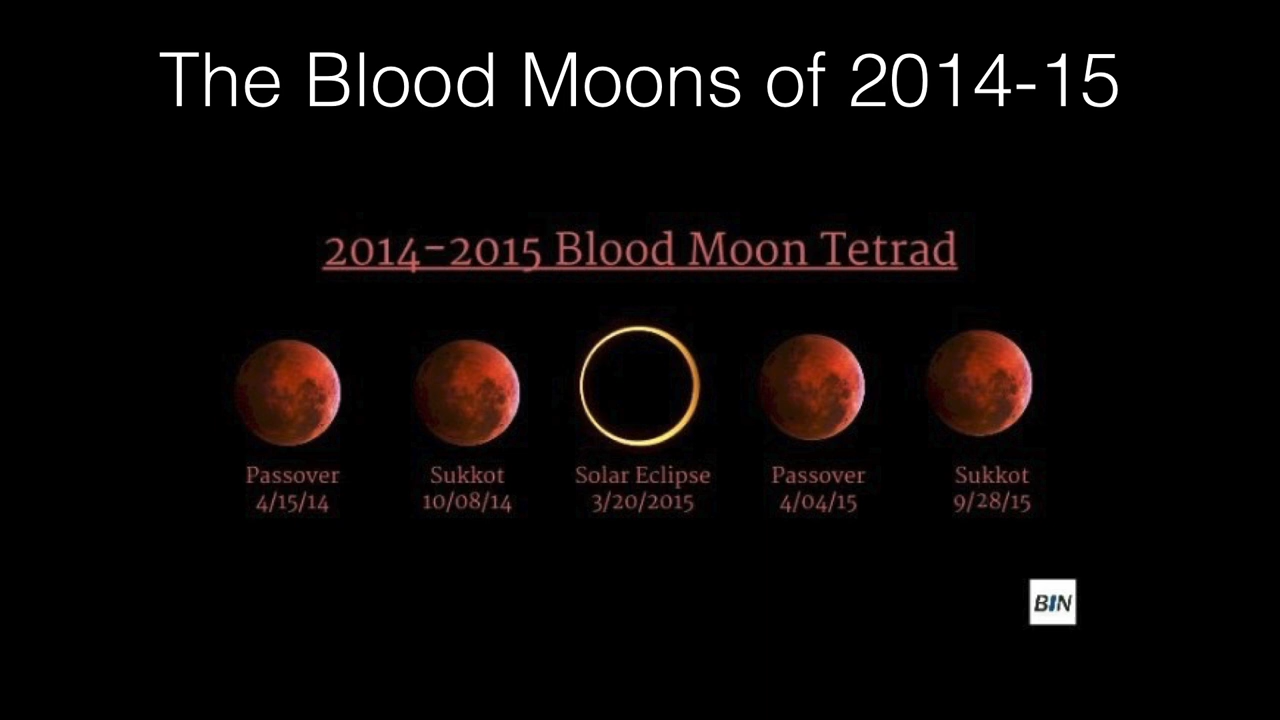 The Blood Moons of 2014-15
2014-2015 Blood Moon Tetrad
Passover
4/15/14
Sukkot
10/08/14
Solar Eclipse
3/20/2015
Passover
4/04/15
Sukkot
9/28/15
BIN